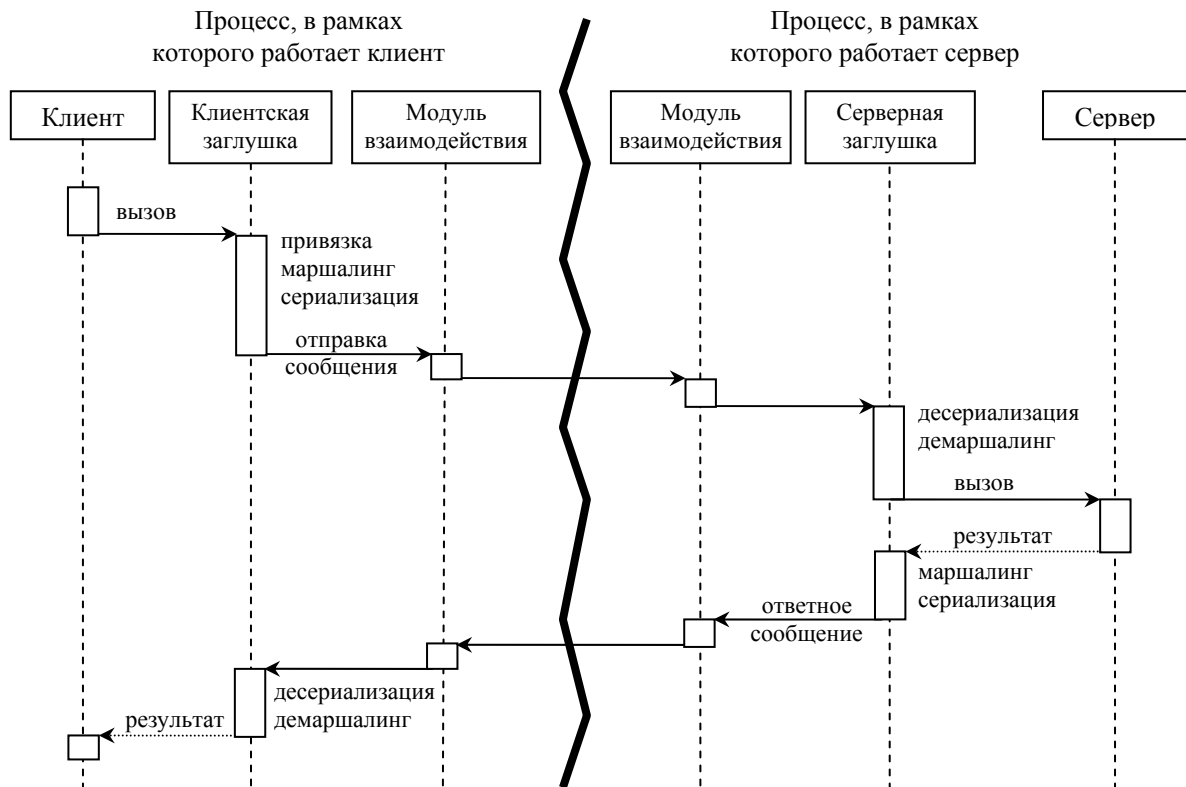 Процесс, в рамках
которого работает клиент
Процесс, в рамках
которого работает сервер
Клиент
Клиентская
заглушка
Модуль
взаимодействия
Модуль
взаимодействия
Серверная
заглушка
Сервер
вызов
привязка
маршалинг
сериализация
отправка
сообщения
десериализация
демаршалинг
вызов
результат
маршалинг
сериализация
ответное
сообщение
десериализация
демаршалинг
результат